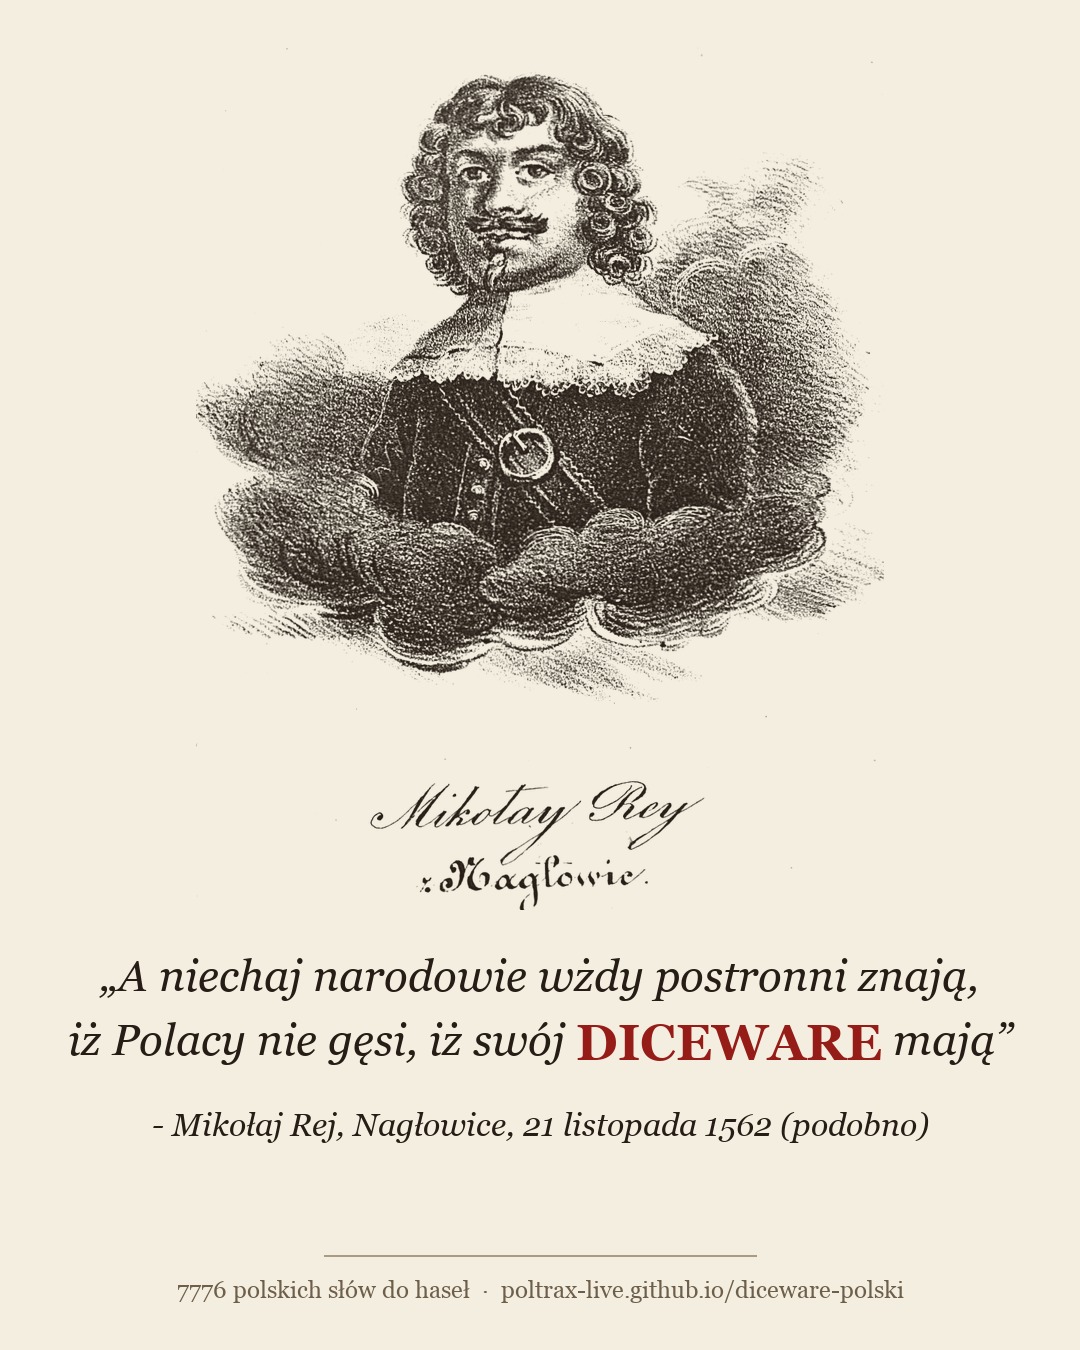 Mikołay Rey
z Nagłowic.
„A niechaj narodowie wżdy postronni znają,
iż Polacy nie gęsi, iż swój DICEWARE mają”
- Mikołaj Rej, Nagłowice, 21 listopada 1562 (podobno)
7776 polskich słów do haseł · poltrax-live.github.io/diceware-polski